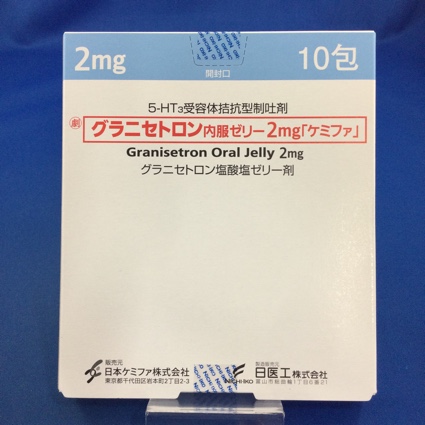 2mg
10包
開封口
5-HT₃受容体拮抗型制吐剤
劇
グラニセトロン内服ゼリー2mg「ケミファ」
Granisetron Oral Jelly 2mg
グラニセトロン塩酸塩ゼリー剤
販売元
日本ケミファ株式会社
東京都千代田区岩本町2丁目2-3
製造販売元
NICHI-IKO
日医工株式会社
富山市総曲輪1丁目6番21